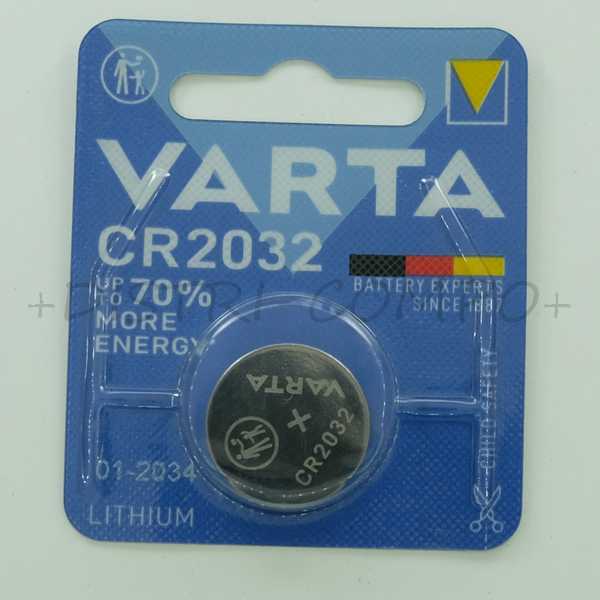 VARTA
CR2032
UP TO 70%
MORE
ENERGY
BATTERY EXPERTS
SINCE 1887
VARTA
+
CR2032
CHILD SAFETY
01-2034
LITHIUM